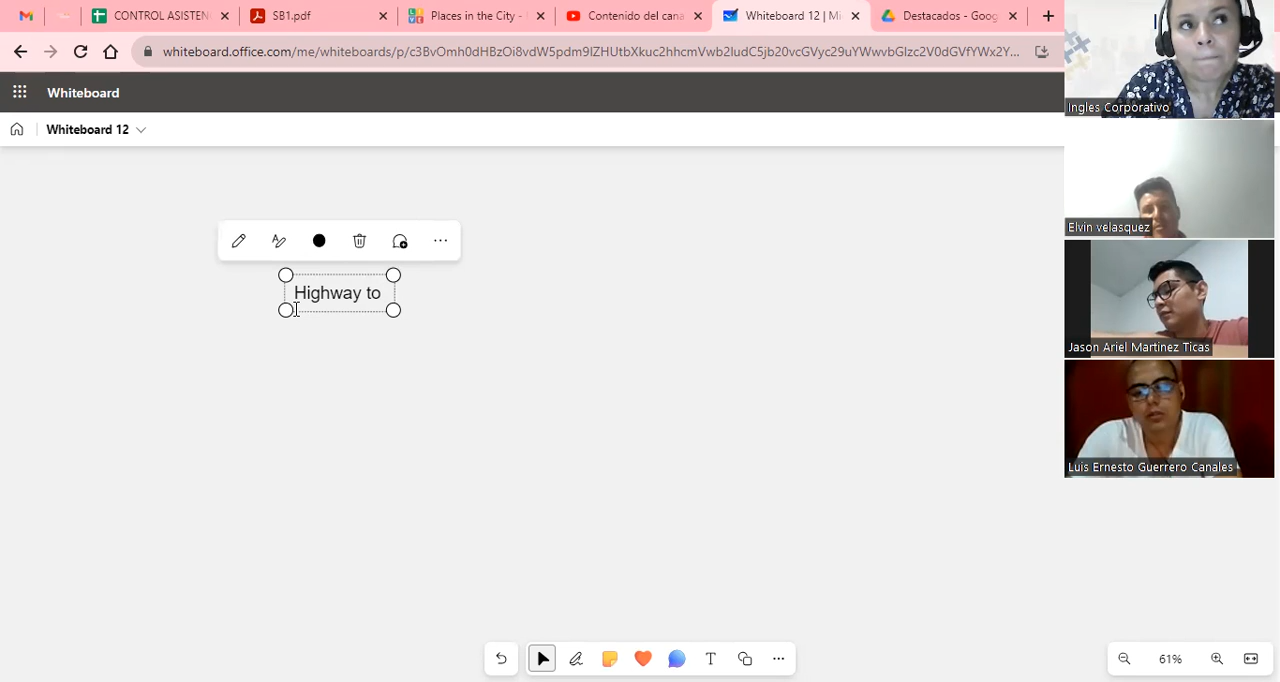 CONTROL ASISTEN
SB1.pdf
Places in the City -
Contenido del cana
Whiteboard 12 | Mi
Destacados - Goog
whiteboard.office.com/me/whiteboards/p/
Whiteboard
Whiteboard 12
Highway to
61%
Ingles Corporativo
Elvin velasquez
Jason Ariel Martinez Ticas
Luis Ernesto Guerrero Canales